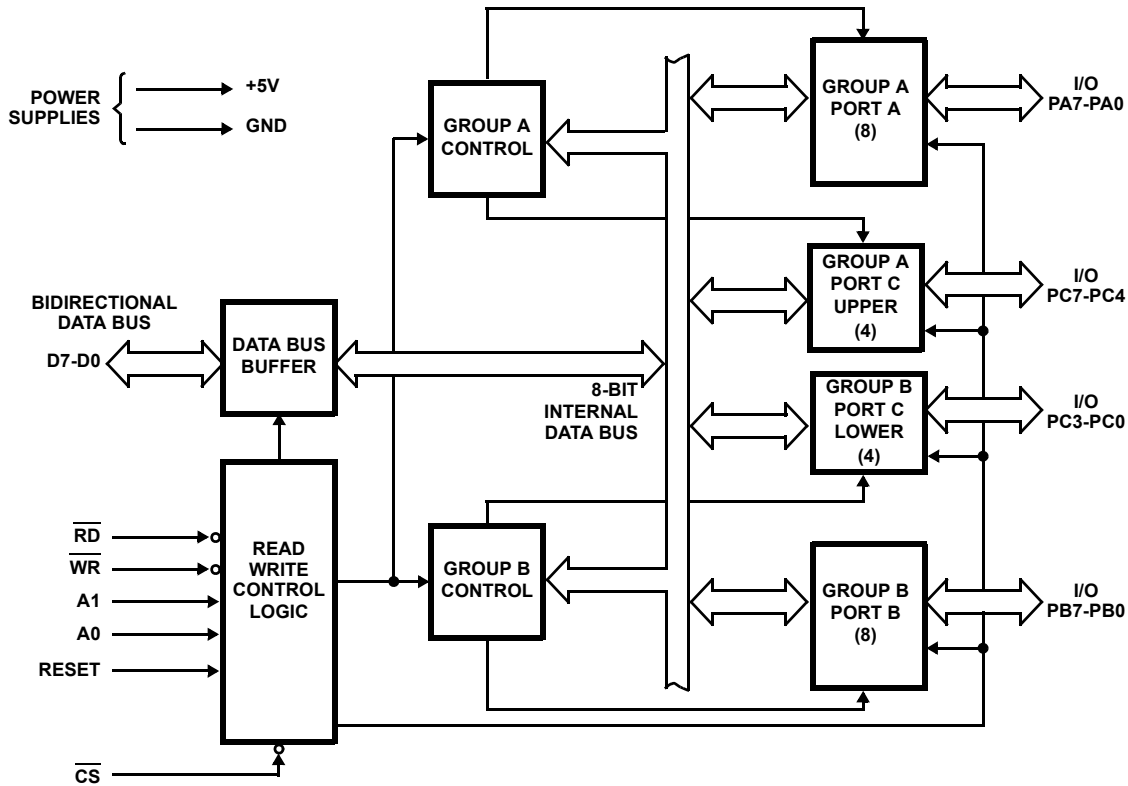 POWER
SUPPLIES
+5V
GND
GROUP A
CONTROL
GROUP A
PORT A
(8)
I/O
PA7-PA0
GROUP A
PORT C
UPPER
(4)
I/O
PC7-PC4
BIDIRECTIONAL
DATA BUS
D7-D0
DATA BUS
BUFFER
8-BIT
INTERNAL
DATA BUS
GROUP B
PORT C
LOWER
(4)
I/O
PC3-PC0
RD
WR
A1
A0
RESET
CS
READ
WRITE
CONTROL
LOGIC
GROUP B
CONTROL
GROUP B
PORT B
(8)
I/O
PB7-PB0